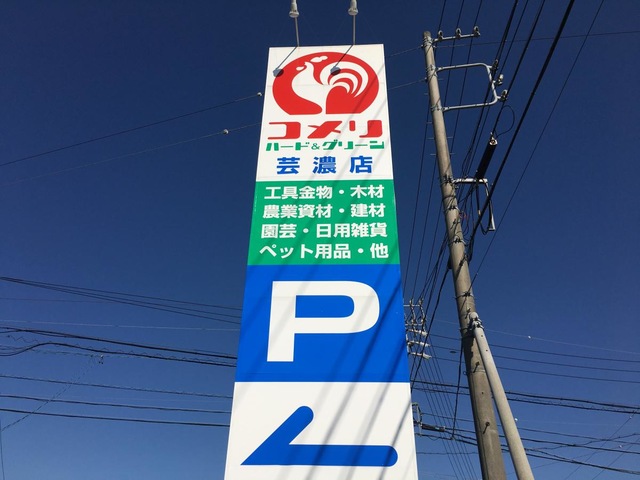 コメリ
ハード&グリーン
芸濃店
工具金物・木材
農業資材・建材
園芸・日用雑貨
ペット用品・他
P